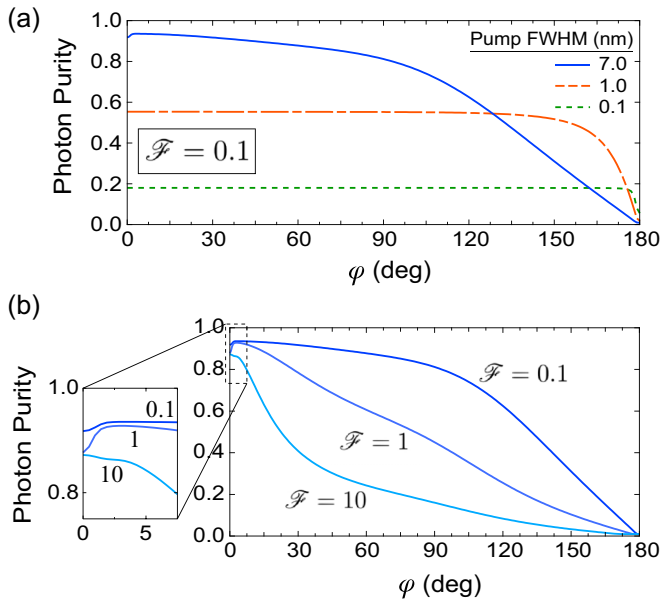 (a)
Photon Purity
1.0
0.8
0.6
0.4
0.2
0.0
Pump FWHM (nm)
7.0
1.0
0.1
ℱ = 0.1
0 30 60 90 120 150 180
φ (deg)
(b)
Photon Purity
1.0
0.8
0.1
1
10
0 5
1.0
0.8
0.6
0.4
0.2
0.0
ℱ = 0.1
ℱ = 1
ℱ = 10
0 30 60 90 120 150 180
φ (deg)